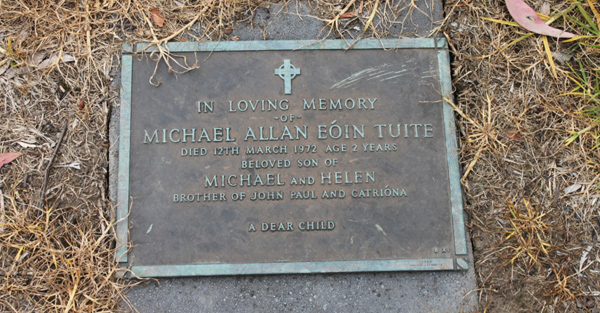 IN LOVING MEMORY
-OF-
MICHAEL ALLAN EÓIN TUITE
DIED 12TH MARCH 1972 AGE 2 YEARS
BELOVED SON OF
MICHAEL AND HELEN
BROTHER OF JOHN PAUL AND CATRIÓNA
A DEAR CHILD